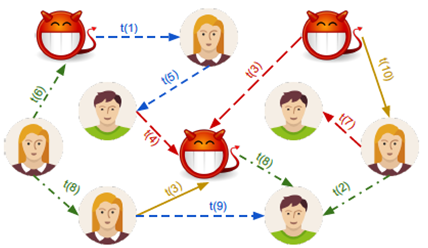 t(1)
t(3)
t(10)
t(5)
t(6)
t(4)
t(7)
t(8)
t(8)
t(3)
t(2)
t(9)